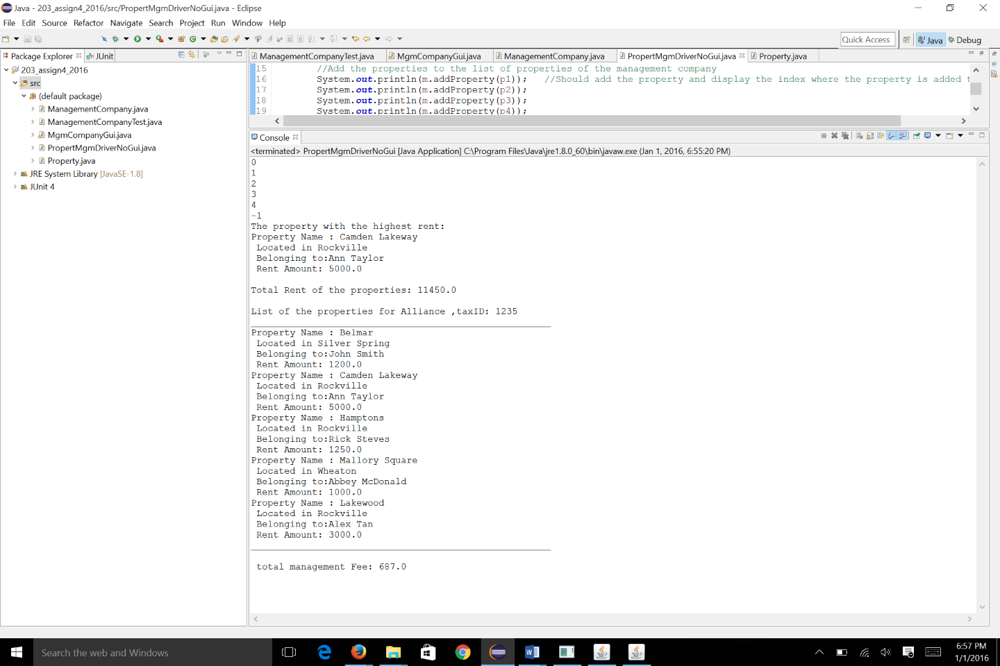 Java - 203_assign4_2016/src/PropertMgmDriverNoGui.java - Eclipse
File Edit Source Refactor Navigate Search Project Run Window Help
Quick Access
Java
Debug
Package Explorer
JUnit
203_assign4_2016
src
(default package)
ManagementCompany.java
ManagementCompanyTest.java
MgmCompanyGui.java
PropertMgmDriverNoGui.java
Property.java
JRE System Library [JavaSE-1.8]
JUnit 4
ManagementCompanyTest.java MgmCompanyGui.java ManagementCompany.java PropertMgmDriverNoGui.java Property.java
15 //Add the properties to the list of properties of the management company
16 System.out.println(m.addProperty(p1)); //Should add the property and display the index where the property is added t
17 System.out.println(m.addProperty(p2));
18 System.out.println(m.addProperty(p3));
19 System.out.println(m.addProperty(p4));
Console
<terminated> PropertMgmDriverNoGui [Java Application] C:\Program Files\Java\jre1.8.0_60\bin\javaw.exe (Jan 1, 2016, 6:55:20 PM)
0
1
2
3
4
-1
The property with the highest rent:
Property Name : Camden Lakeway
Located in Rockville
Belonging to:Ann Taylor
Rent Amount: 5000.0
Total Rent of the properties: 11450.0
List of the properties for Alliance ,taxID: 1235
Property Name : Belmar
Located in Silver Spring
Belonging to:John Smith
Rent Amount: 1200.0
Property Name : Camden Lakeway
Located in Rockville
Belonging to:Ann Taylor
Rent Amount: 5000.0
Property Name : Hamptons
Located in Rockville
Belonging to:Rick Steves
Rent Amount: 1250.0
Property Name : Mallory Square
Located in Wheaton
Belonging to:Abbey McDonald
Rent Amount: 1000.0
Property Name : Lakewood
Located in Rockville
Belonging to:Alex Tan
Rent Amount: 3000.0
total management Fee: 687.0
Search the web and Windows
6:57 PM
1/1/2016